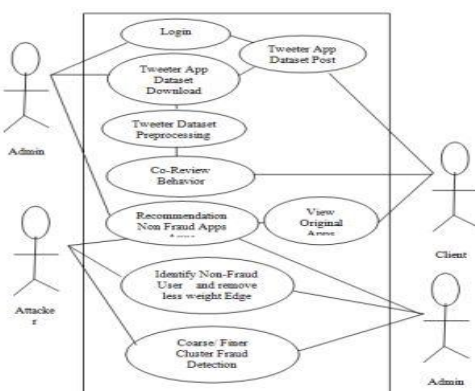 Login
Tweeter App
Dataset Post
Tweeter App
Dataset
Download
Tweeter Dataset
Preprocessing
Admin
Co-Review
Behavior
Recommendation
Non Fraud Apps
View
Original
Apps
Client
Attacke
r
Identify Non-Fraud
User and remove
less weight Edge
Coarse/ Finer
Cluster Fraud
Detection
Admin